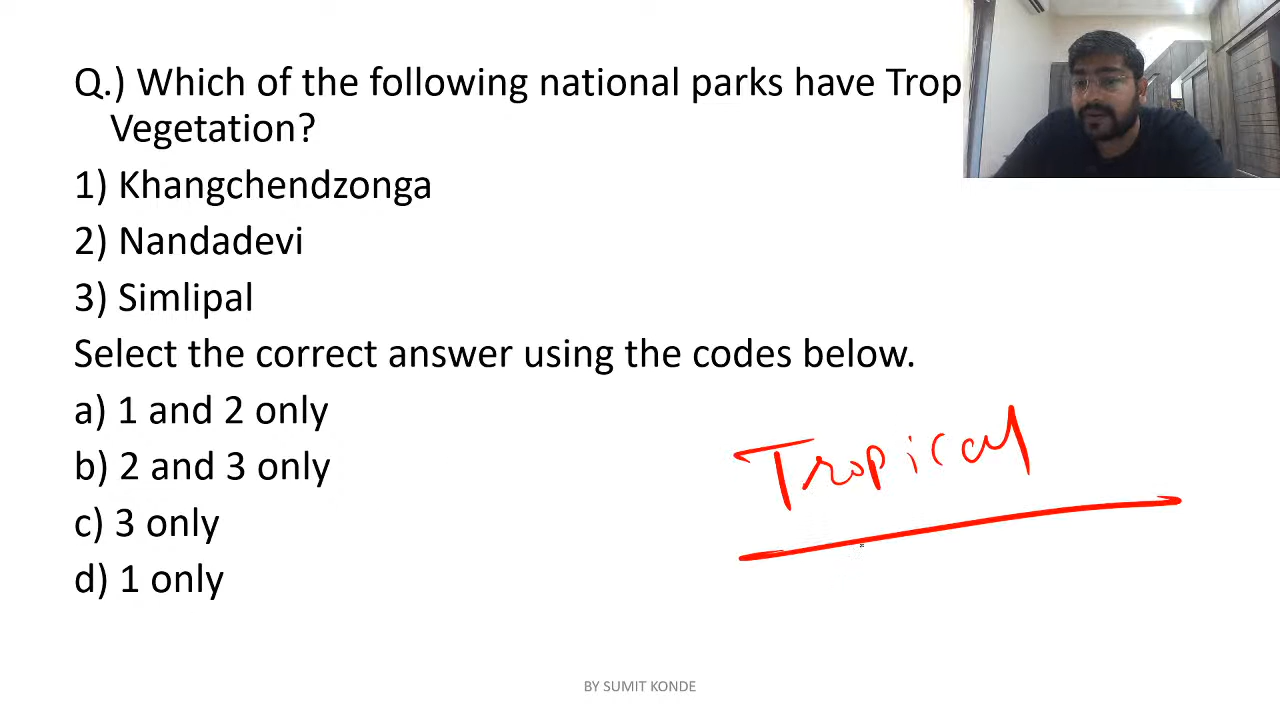 Q.) Which of the following national parks have Trop
Vegetation?
1) Khangchendzonga
2) Nandadevi
3) Simlipal
Select the correct answer using the codes below.
a) 1 and 2 only
b) 2 and 3 only
c) 3 only
d) 1 only
Tropical
BY SUMIT KONDE